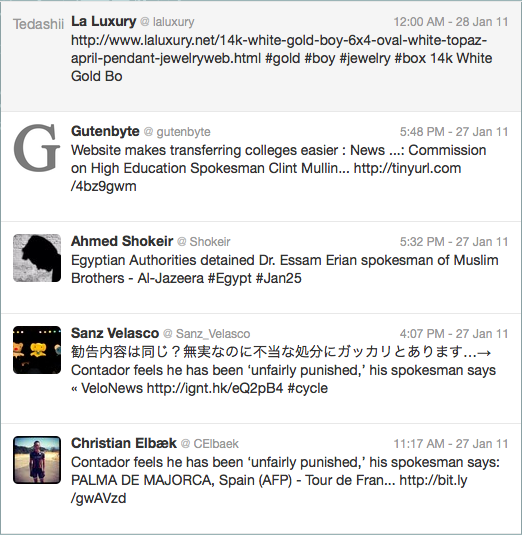 Tedashii La Luxury @ laluxury 12:00 AM - 28 Jan 11
http://www.laluxury.net/14k-white-gold-boy-6x4-oval-white-topaz-
april-pendant-jewelryweb.html #gold #boy #jewelry #box 14k White
Gold Bo
G
Gutenbyte @ gutenbyte 5:48 PM - 27 Jan 11
Website makes transferring colleges easier : News ...: Commission
on High Education Spokesman Clint Mullin... http://tinyurl.com
/4bz9gwm
Ahmed Shokeir @ Shokeir 5:32 PM - 27 Jan 11
Egyptian Authorities detained Dr. Essam Erian spokesman of Muslim
Brothers - Al-Jazeera #Egypt #Jan25
Sanz Velasco @ Sanz_Velasco 4:07 PM - 27 Jan 11
勧告内容は同じ？無実なのに不当な処分にガッカリとあります…→
Contador feels he has been ‘unfairly punished,’ his spokesman says
« VeloNews http://ignt.hk/eQ2pB4 #cycle
Christian Elbæk @ CElbaek 11:17 AM - 27 Jan 11
Contador feels he has been ‘unfairly punished,’ his spokesman says:
PALMA DE MAJORCA, Spain (AFP) - Tour de Fran... http://bit.ly
/gwAVzd